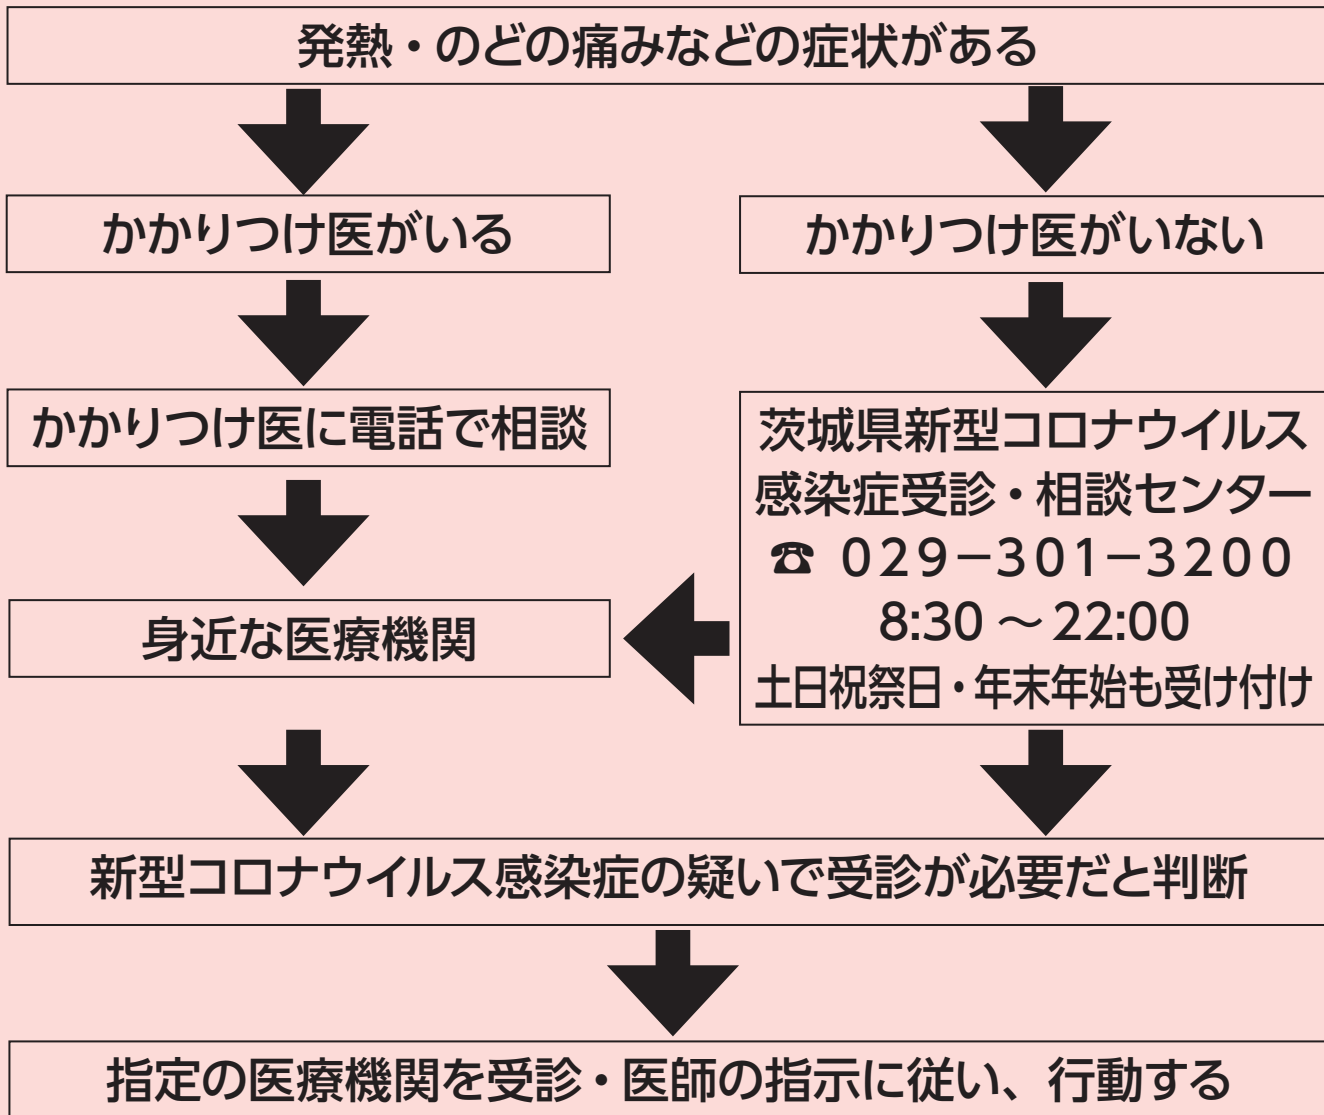 発熱・のどの痛みなどの症状がある
かかりつけ医がいる
かかりつけ医がいない
かかりつけ医に電話で相談
茨城県新型コロナウイルス
感染症受診・相談センター
☎ 029−301−3200
8:30 〜 22:00
土日祝祭日・年末年始も受け付け
身近な医療機関
新型コロナウイルス感染症の疑いで受診が必要だと判断
指定の医療機関を受診・医師の指示に従い、行動する